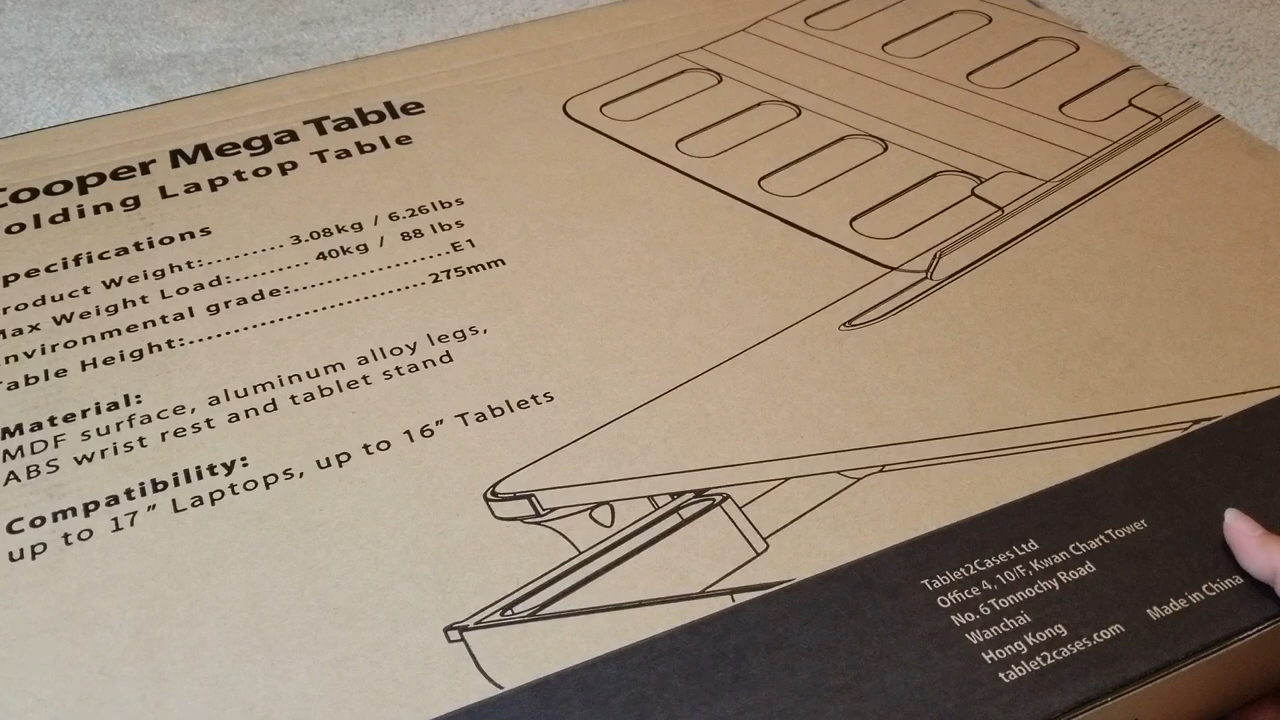 Cooper Mega Table
olding Laptop Table
pecifications
roduct Weight:.......... 3.08kg / 6.26lbs
Max Weight Load:......... 40kg / 88 lbs
nvironmental grade:......................E1
able Height:.................................275mm
Material:
MDF surface, aluminum alloy legs,
ABS wrist rest and tablet stand
Compatibility:
up to 17” Laptops, up to 16” Tablets
Tablet2Cases Ltd
Office 4, 10/F, Kwan Chart Tower
No. 6 Tonnochy Road
Wanchai
Hong Kong
tablet2cases.com
Made in China